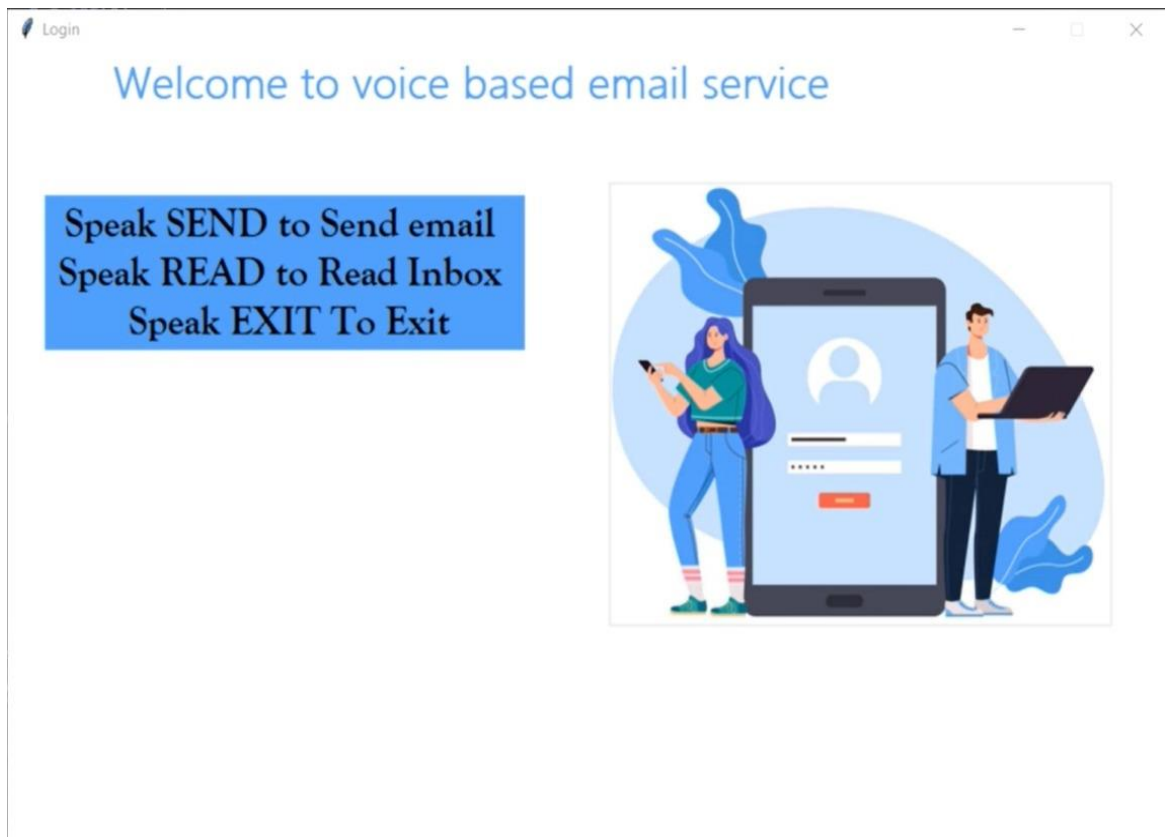 Login
Welcome to voice based email service
Speak SEND to Send email
Speak READ to Read Inbox
Speak EXIT To Exit